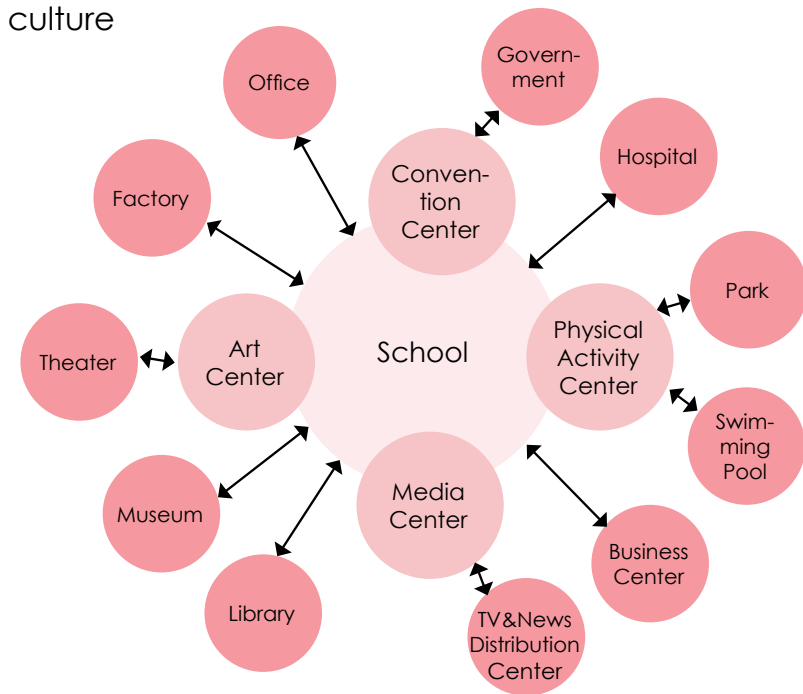 culture
Office
Govern-
ment
Hospital
Conven-
tion
Center
Factory
Park
School
Physical
Activity
Center
Art
Center
Theater
Swim-
ming
Pool
Media
Center
Museum
Business
Center
Library
TV&News
Distribution
Center